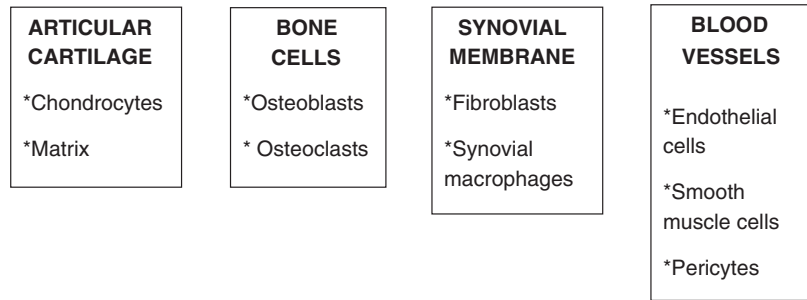 ARTICULAR
CARTILAGE
*Chondrocytes
*Matrix
BONE
CELLS
*Osteoblasts
* Osteoclasts
SYNOVIAL
MEMBRANE
*Fibroblasts
*Synovial
macrophages
BLOOD
VESSELS
*Endothelial
cells
*Smooth
muscle cells
*Pericytes